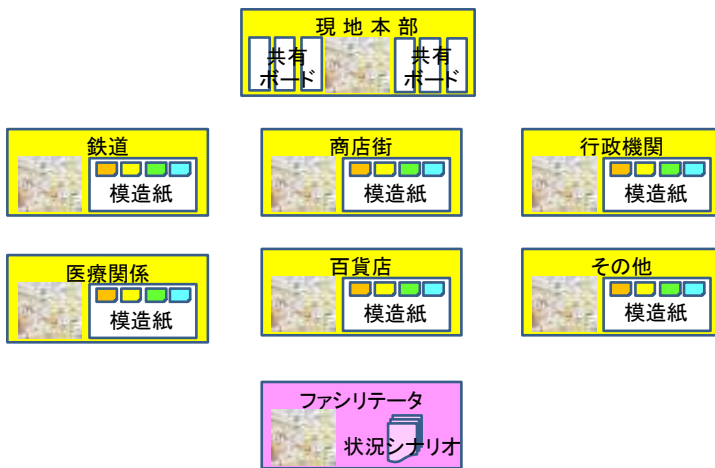 現地本部
共有
ボード
共有
ボード
鉄道
模造紙
商店街
模造紙
行政機関
模造紙
医療関係
模造紙
百貨店
模造紙
その他
模造紙
ファシリテータ
状況シナリオ